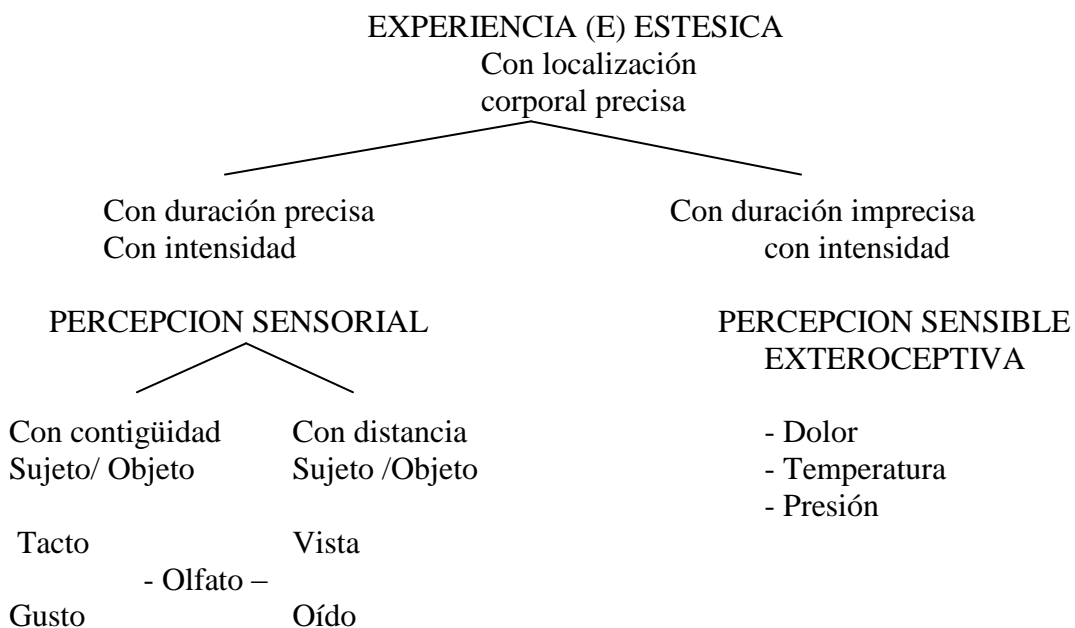 EXPERIENCIA (E) ESTESICA
Con localización
corporal precisa
Con duración precisa
Con intensidad
Con duración imprecisa
con intensidad
PERCEPCION SENSORIAL
PERCEPCION SENSIBLE
EXTEROCEPTIVA
Con contigüidad
Sujeto/ Objeto
Con distancia
Sujeto /Objeto
- Dolor
- Temperatura
- Presión
Tacto
Vista
- Olfato –
Gusto
Oído